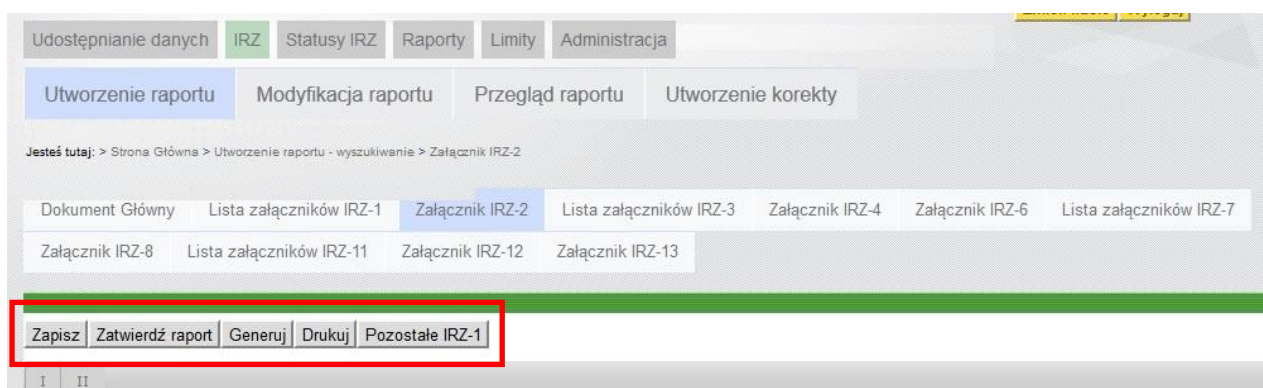 Udostępnianie danych IRZ Statusy IRZ Raporty Limity Administracja
Utworzenie raportu Modyfikacja raportu Przegląd raportu Utworzenie korekty
Jesteś tutaj: > Strona Główna > Utworzenie raportu - wyszukiwanie > Załącznik IRZ-2
Dokument Główny Lista załączników IRZ-1 Załącznik IRZ-2 Lista załączników IRZ-3 Załącznik IRZ-4 Załącznik IRZ-6 Lista załączników IRZ-7
Załącznik IRZ-8 Lista załączników IRZ-11 Załącznik IRZ-12 Załącznik IRZ-13
Zapisz Zatwierdź raport Generuj Drukuj Pozostałe IRZ-1
I II